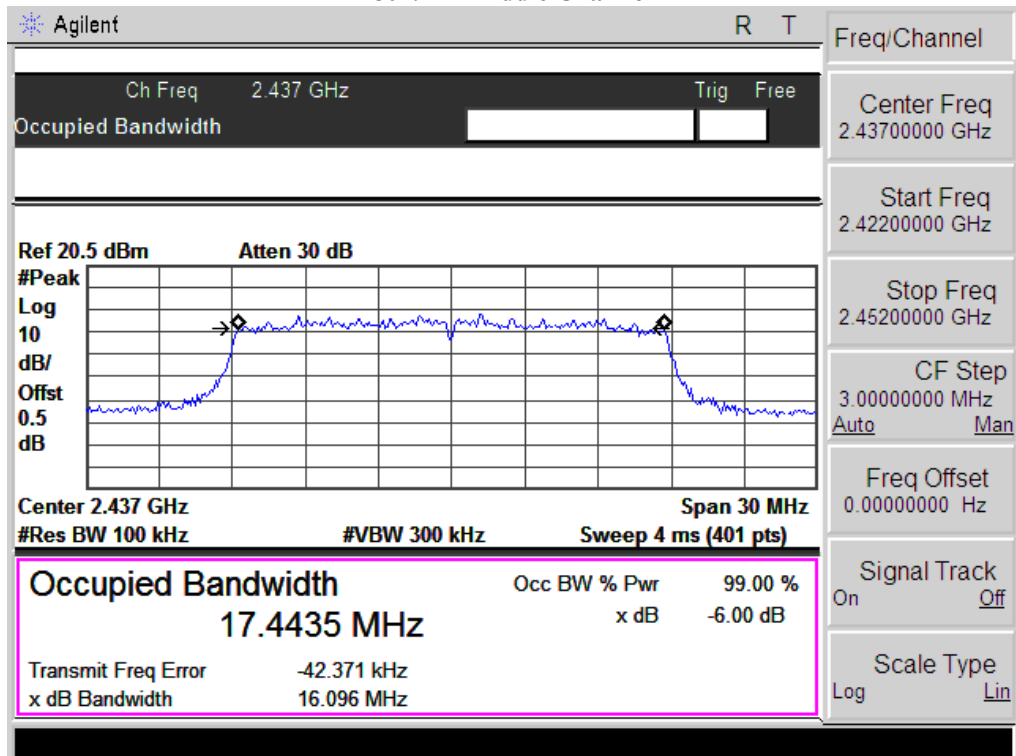 Agilent R T
Ch Freq 2.437 GHz Trig Free
Occupied Bandwidth
Ref 20.5 dBm Atten 30 dB
#Peak
Log
10
dB/
Offst
0.5
dB
Center 2.437 GHz Span 30 MHz
#Res BW 100 kHz #VBW 300 kHz Sweep 4 ms (401 pts)
Occupied Bandwidth Occ BW % Pwr 99.00 %
17.4435 MHz x dB -6.00 dB
Transmit Freq Error -42.371 kHz
x dB Bandwidth 16.096 MHz
Freq/Channel
Center Freq
2.43700000 GHz
Start Freq
2.42200000 GHz
Stop Freq
2.45200000 GHz
CF Step
3.00000000 MHz
Auto Man
Freq Offset
0.00000000 Hz
Signal Track
On Off
Scale Type
Log Lin